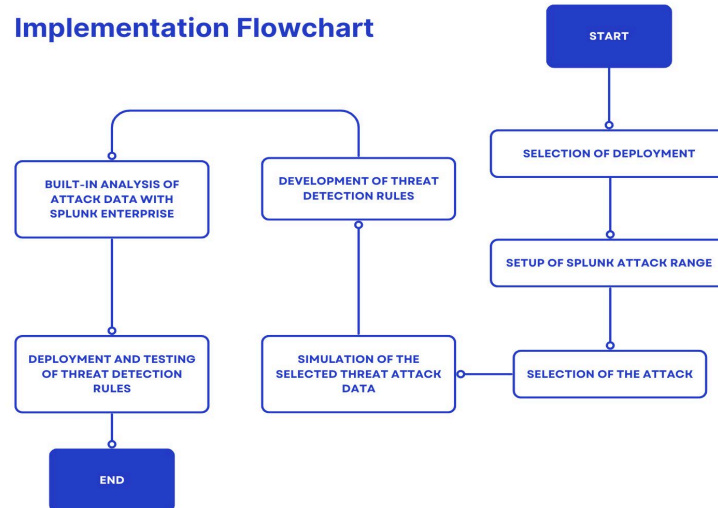 Implementation Flowchart
START
SELECTION OF DEPLOYMENT
SETUP OF SPLUNK ATTACK RANGE
SELECTION OF THE ATTACK
SIMULATION OF THE
SELECTED THREAT ATTACK
DATA
DEVELOPMENT OF THREAT
DETECTION RULES
BUILT-IN ANALYSIS OF
ATTACK DATA WITH
SPLUNK ENTERPRISE
DEPLOYMENT AND TESTING
OF THREAT DETECTION
RULES
END